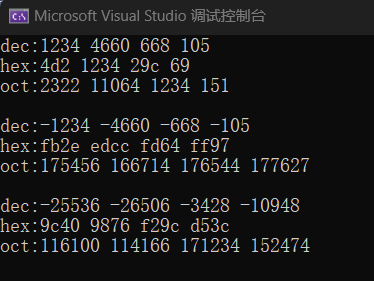 Microsoft Visual Studio 调试控制台
dec:1234 4660 668 105
hex:4d2 1234 29c 69
oct:2322 11064 1234 151
dec:-1234 -4660 -668 -105
hex:fb2e edcc fd64 ff97
oct:175456 166714 176544 177627
dec:-25536 -26506 -3428 -10948
hex:9c40 9876 f29c d53c
oct:116100 114166 171234 152474